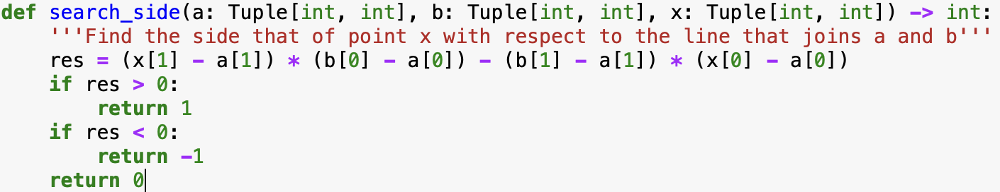 def search_side(a: Tuple[int, int], b: Tuple[int, int], x: Tuple[int, int]) -> int:
    '''Find the side that of point x with respect to the line that joins a and b'''
    res = (x[1] - a[1]) * (b[0] - a[0]) - (b[1] - a[1]) * (x[0] - a[0])
    if res > 0:
        return 1
    if res < 0:
        return -1
    return 0